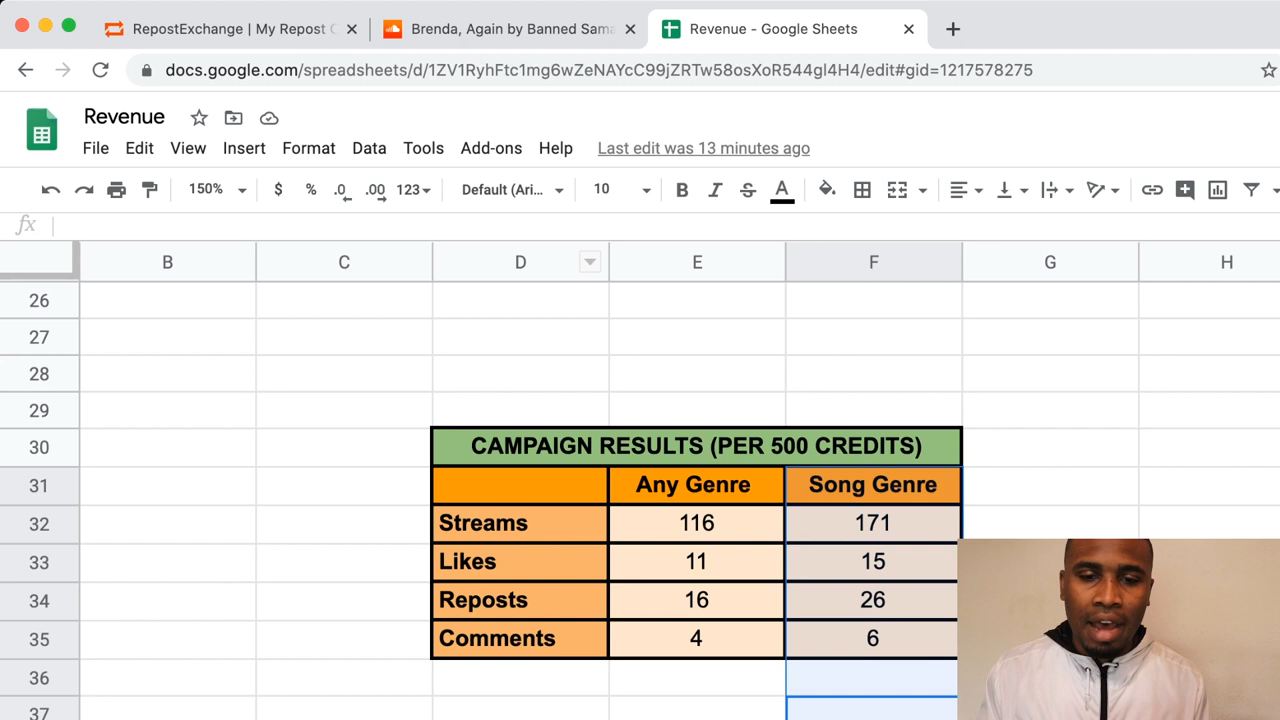 RepostExchange | My Repost C
Brenda, Again by Banned Sama
Revenue - Google Sheets
docs.google.com/spreadsheets/d/1ZV1RyhFtc1mg6wZeNAYcC99jZRTw58osXoR544gl4H4/edit#gid=1217578275
Revenue
File Edit View Insert Format Data Tools Add-ons Help Last edit was 13 minutes ago
150% $ % .0 .00 123 Default (Ari... 10 B I S A
fx
B C D E F G H
26
27
28
29
30 CAMPAIGN RESULTS (PER 500 CREDITS)
31 Any Genre Song Genre
32 Streams 116 171
33 Likes 11 15
34 Reposts 16 26
35 Comments 4 6
36
37